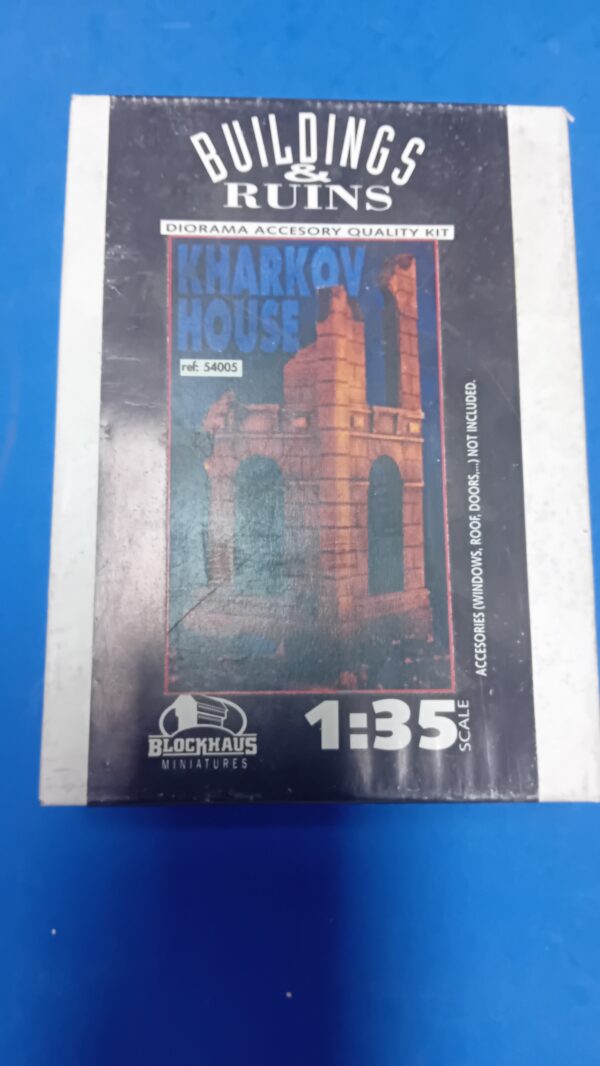 BUILDINGS
&
RUINS
DIORAMA ACCESORY QUALITY KIT
KHARKOV
HOUSE
ref: 54005
ACCESORIES (WINDOWS, ROOF, DOORS,...) NOT INCLUDED.
BLOCKHAUS
MINIATURES
1:35
SCALE